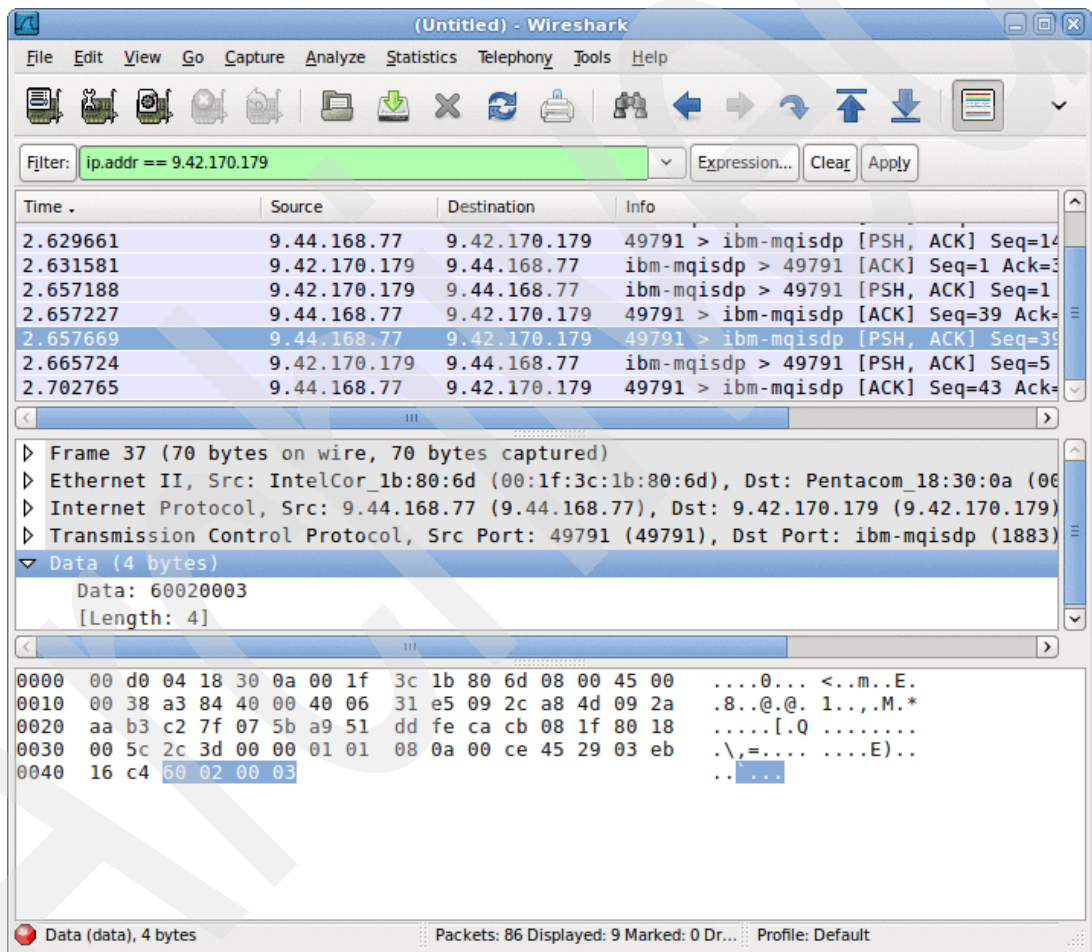 (Untitled) - Wireshark
File Edit View Go Capture Analyze Statistics Telephony Tools Help
Filter: ip.addr == 9.42.170.179 Expression... Clear Apply
Time Source Destination Info
2.629661 9.44.168.77 9.42.170.179 49791 > ibm-mqisdp [PSH, ACK] Seq=14
2.631581 9.42.170.179 9.44.168.77 ibm-mqisdp > 49791 [ACK] Seq=1 Ack=3
2.657188 9.42.170.179 9.44.168.77 ibm-mqisdp > 49791 [PSH, ACK] Seq=1
2.657227 9.44.168.77 9.42.170.179 49791 > ibm-mqisdp [ACK] Seq=39 Ack=
2.657669 9.44.168.77 9.42.170.179 49791 > ibm-mqisdp [PSH, ACK] Seq=39
2.665724 9.42.170.179 9.44.168.77 ibm-mqisdp > 49791 [PSH, ACK] Seq=5
2.702765 9.44.168.77 9.42.170.179 49791 > ibm-mqisdp [ACK] Seq=43 Ack=
Frame 37 (70 bytes on wire, 70 bytes captured)
Ethernet II, Src: IntelCor_1b:80:6d (00:1f:3c:1b:80:6d), Dst: Pentacom_18:30:0a (00
Internet Protocol, Src: 9.44.168.77 (9.44.168.77), Dst: 9.42.170.179 (9.42.170.179)
Transmission Control Protocol, Src Port: 49791 (49791), Dst Port: ibm-mqisdp (1883)
Data (4 bytes)
Data: 60020003
[Length: 4]
0000 00 d0 04 18 30 0a 00 1f 3c 1b 80 6d 08 00 45 00 ....0... <..m..E.
0010 00 38 a3 84 40 00 40 06 31 e5 09 2c a8 4d 09 2a .8..@.@. 1..,.M.*
0020 aa b3 c2 7f 07 5b a9 51 dd fe ca cb 08 1f 80 18 .....[.Q ........
0030 00 5c 2c 3d 00 00 01 01 08 0a 00 ce 45 29 03 eb .\,=.... ....E)..
0040 16 c4 60 02 00 03 ..`...
Data (data), 4 bytes Packets: 86 Displayed: 9 Marked: 0 Dr... Profile: Default